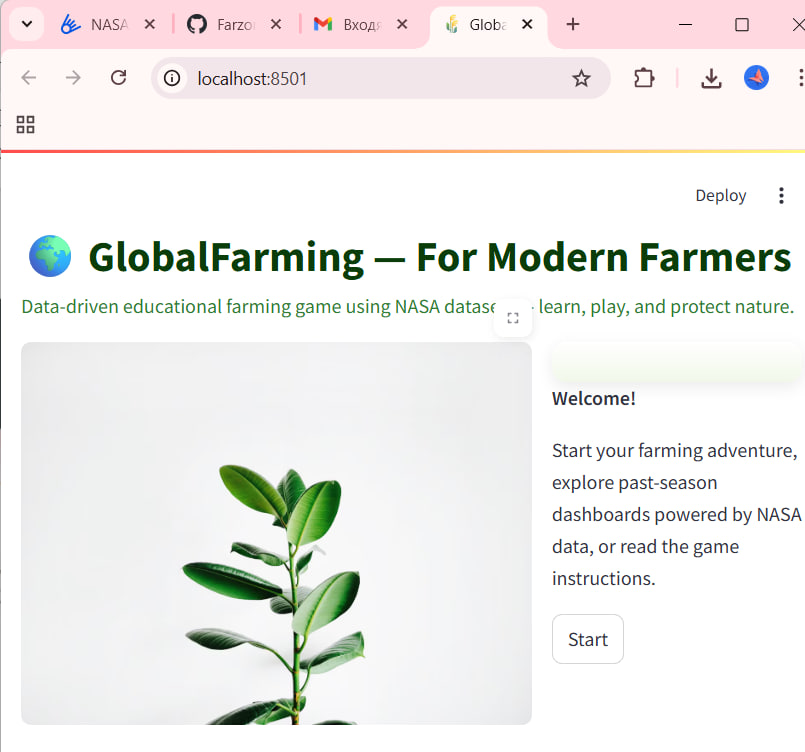 NASA
Farzo
Входя
Globa
localhost:8501
Deploy
GlobalFarming — For Modern Farmers
Data-driven educational farming game using NASA datase - learn, play, and protect nature.
Welcome!
Start your farming adventure,
explore past-season
dashboards powered by NASA
data, or read the game
instructions.
Start